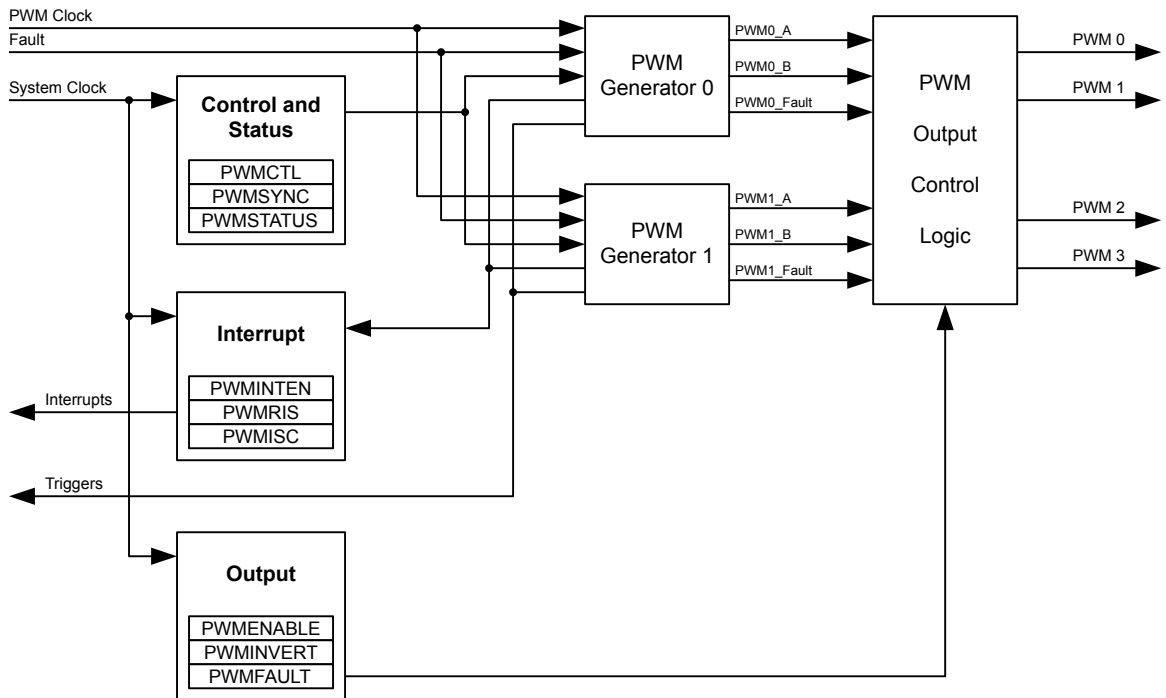 PWM Clock
Fault
System Clock
Control and
Status
PWMCTL
PWMSYNC
PWMSTATUS
Interrupt
PWMINTEN
PWMRIS
PWMISC
Interrupts
Triggers
Output
PWMENABLE
PWMINVERT
PWMFAULT
PWM
Generator 0
PWM0_A
PWM0_B
PWM0_Fault
PWM
Generator 1
PWM1_A
PWM1_B
PWM1_Fault
PWM
Output
Control
Logic
PWM 0
PWM 1
PWM 2
PWM 3